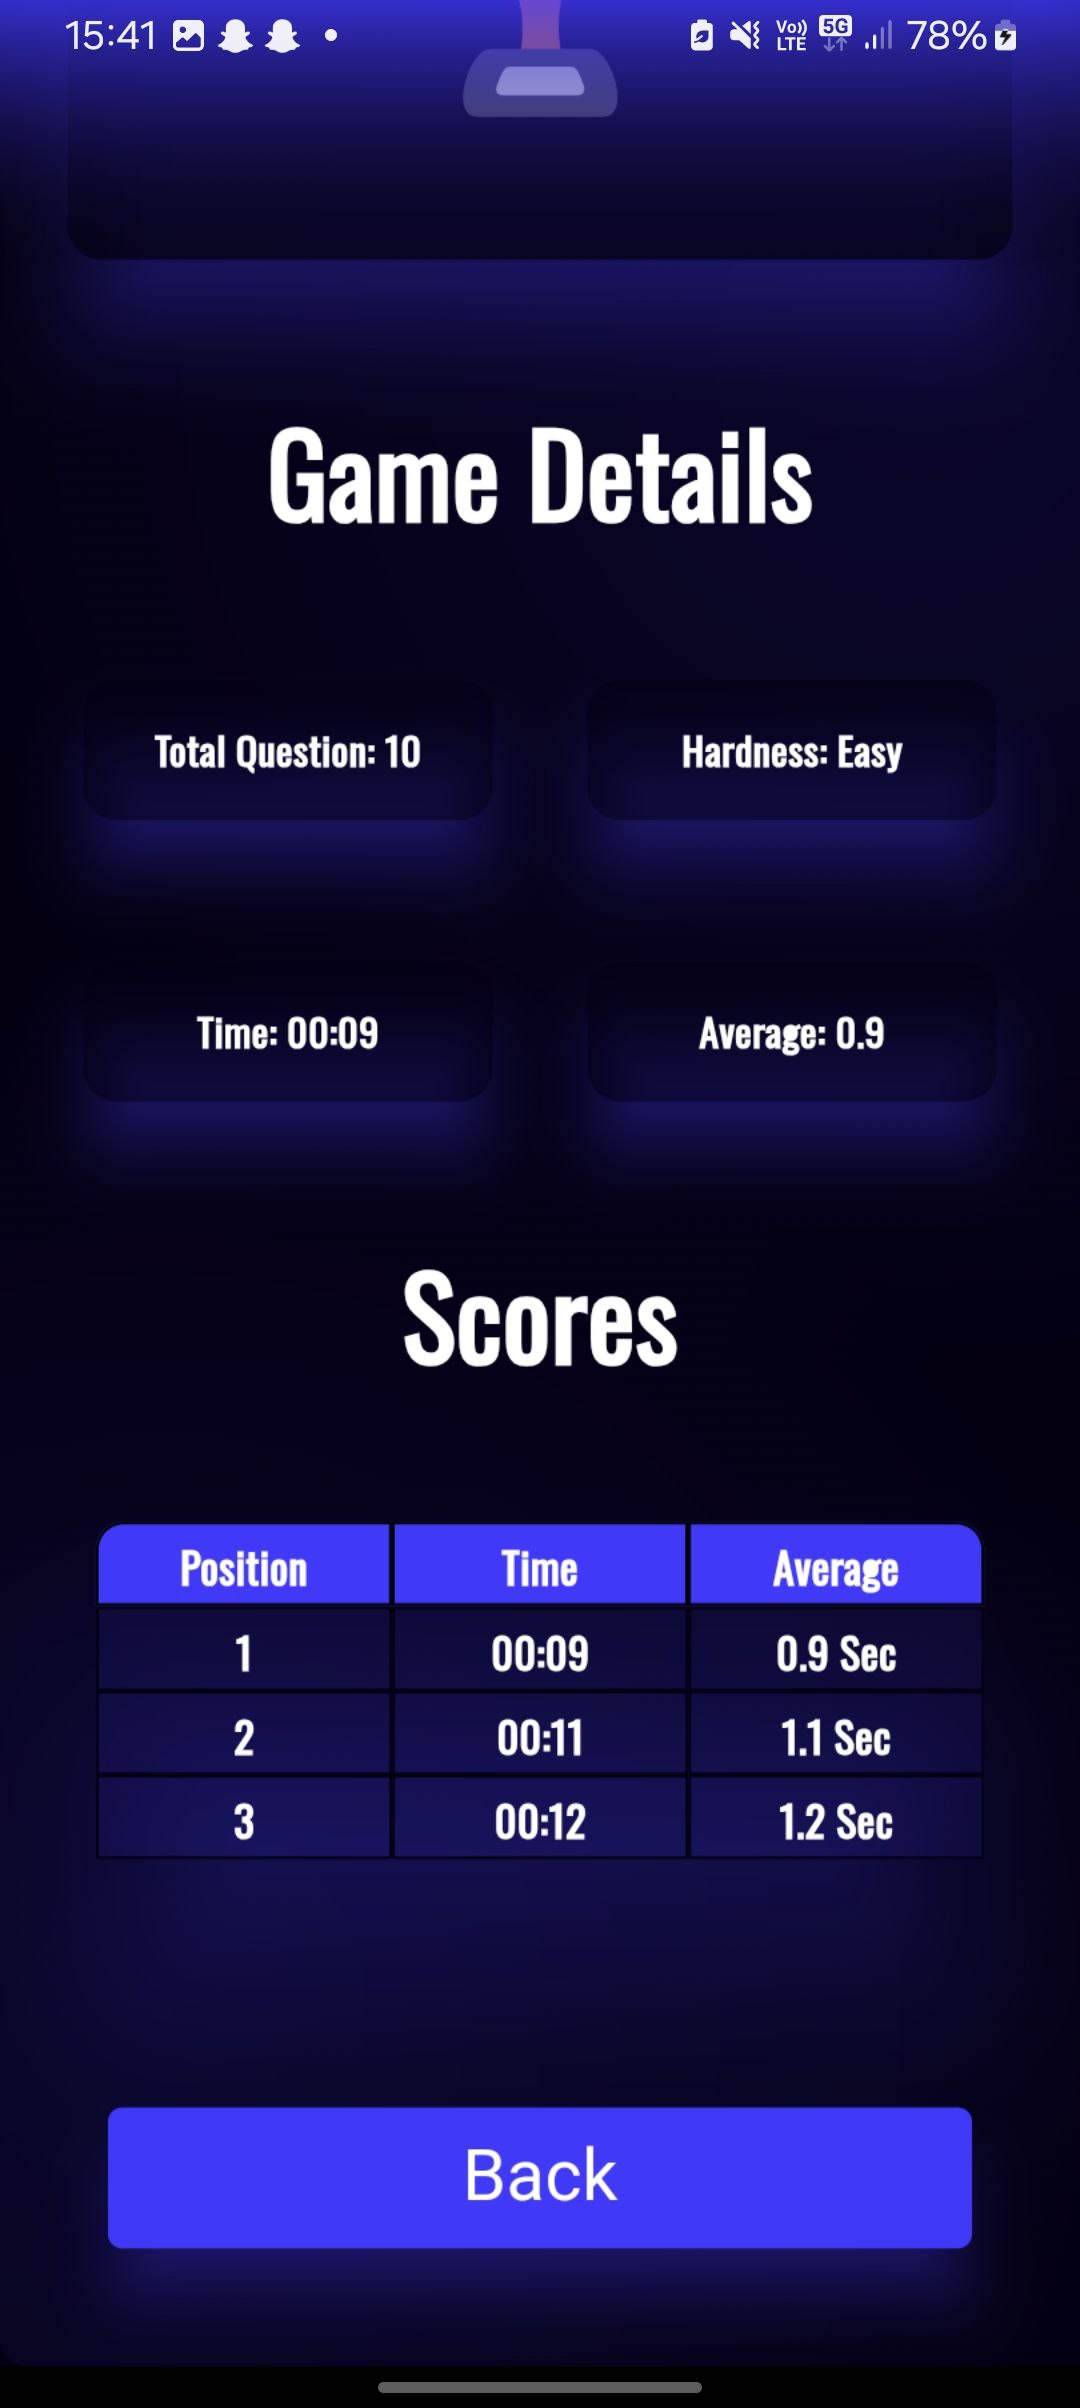 15:41 Vo)) LTE 5G 78%
Game Details
Total Question: 10 Hardness: Easy
Time: 00:09 Average: 0.9
Scores
Position Time Average
1 00:09 0.9 Sec
2 00:11 1.1 Sec
3 00:12 1.2 Sec
Back